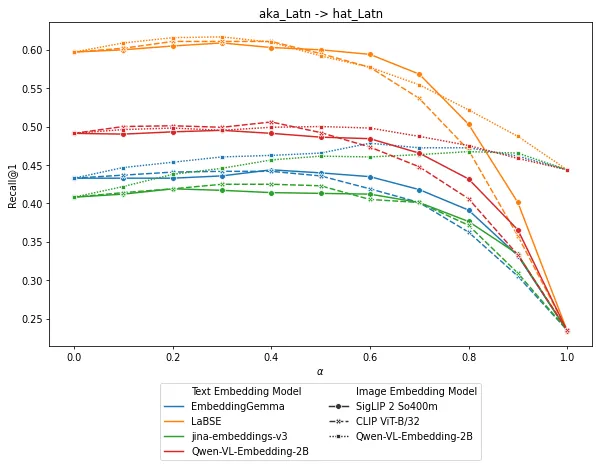 aka_Latn -> hat_Latn
0.60
0.55
0.50
0.45
0.40
0.35
0.30
0.25
Recall@1
0.0 0.2 0.4 0.6 0.8 1.0
α
Text Embedding Model
EmbeddingGemma
LaBSE
jina-embeddings-v3
Qwen-VL-Embedding-2B
Image Embedding Model
SigLIP 2 So400m
CLIP ViT-B/32
Qwen-VL-Embedding-2B